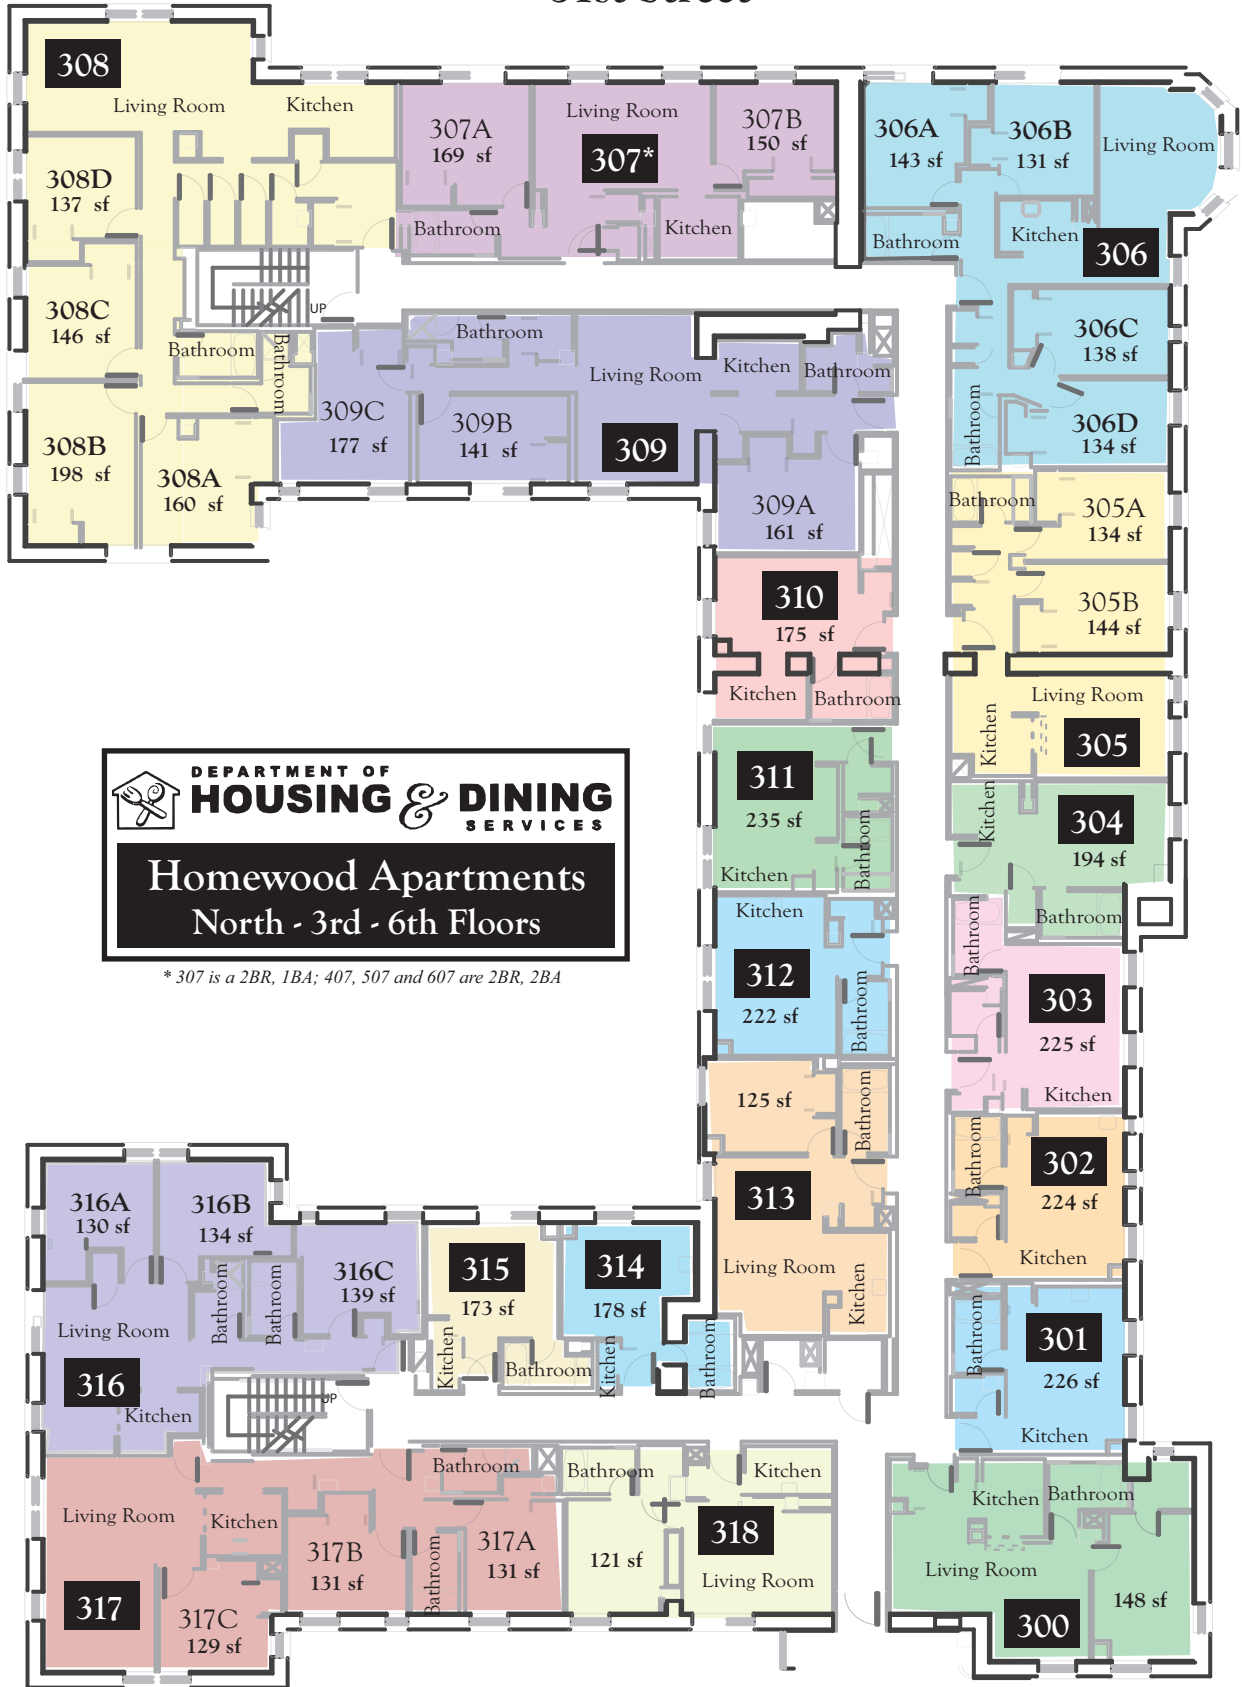 31st Street
308
Living Room
Kitchen
308D
137 sf
308C
146 sf
308B
198 sf
308A
160 sf
Bathroom
Bathroom
UP
307A
169 sf
Living Room
307*
307B
150 sf
Bathroom
Kitchen
306A
143 sf
306B
131 sf
Living Room
Bathroom
Kitchen
306
306C
138 sf
306D
134 sf
Bathroom
309C
177 sf
Bathroom
309B
141 sf
Living Room
309
Kitchen
Bathroom
309A
161 sf
Bathroom
305A
134 sf
305B
144 sf
Living Room
Kitchen
305
310
175 sf
Kitchen
Bathroom
311
235 sf
Kitchen
Bathroom
Kitchen
304
194 sf
Bathroom
DEPARTMENT OF
HOUSING & DINING
SERVICES
Homewood Apartments
North - 3rd - 6th Floors
* 307 is a 2BR, 1BA; 407, 507 and 607 are 2BR, 2BA
Kitchen
312
222 sf
Bathroom
Bathroom
303
225 sf
Kitchen
125 sf
Bathroom
313
Living Room
Kitchen
Bathroom
302
224 sf
Kitchen
316A
130 sf
316B
134 sf
316C
139 sf
Bathroom
Bathroom
Living Room
316
Kitchen
UP
315
173 sf
Kitchen
Bathroom
314
178 sf
Kitchen
Bathroom
Bathroom
301
226 sf
Kitchen
Living Room
Kitchen
317
317C
129 sf
317B
131 sf
Bathroom
Bathroom
317A
131 sf
Bathroom
Kitchen
318
121 sf
Living Room
Kitchen
Bathroom
Living Room
300
148 sf